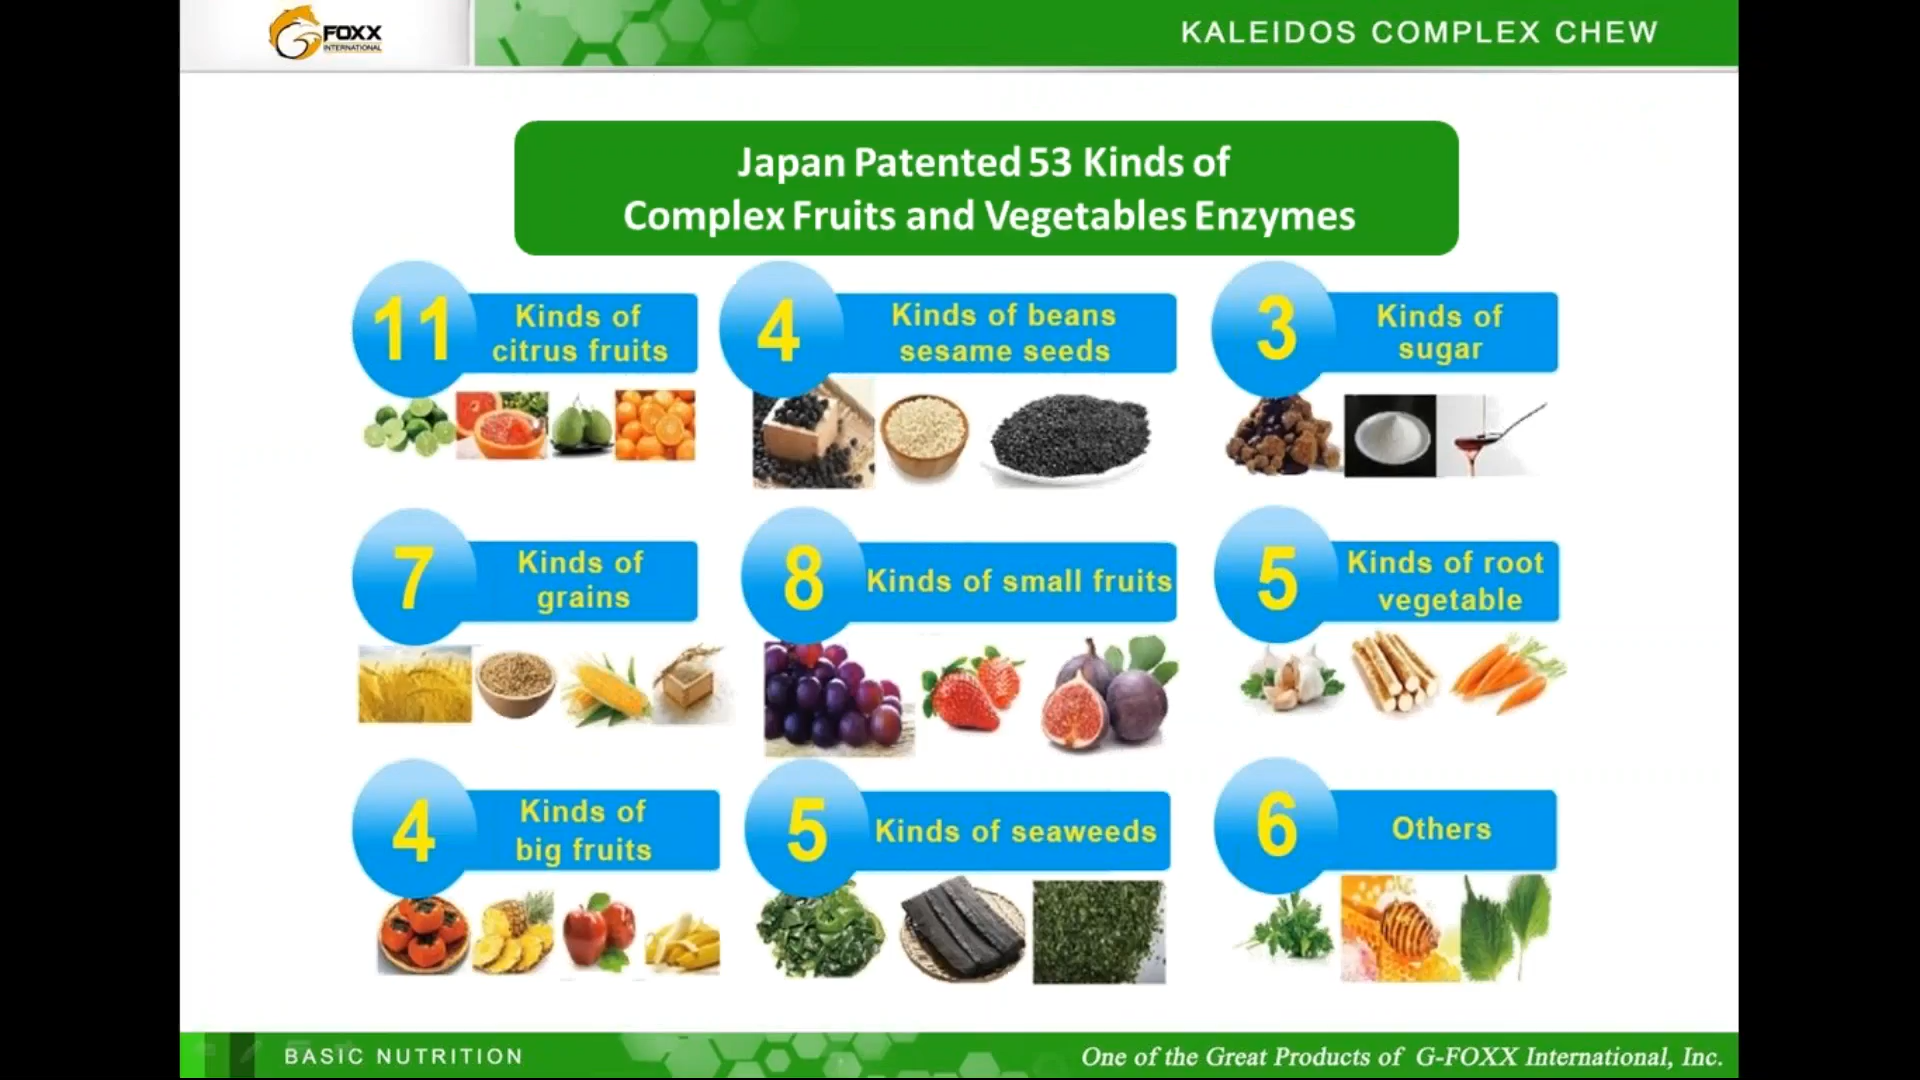 FOXX
INTERNATIONAL
KALEIDOS COMPLEX CHEW
Japan Patented 53 Kinds of
Complex Fruits and Vegetables Enzymes
11
Kinds of
citrus fruits
4
Kinds of beans
sesame seeds
3
Kinds of
sugar
7
Kinds of
grains
8
Kinds of small fruits
5
Kinds of root
vegetable
4
Kinds of
big fruits
5
Kinds of seaweeds
6
Others
BASIC NUTRITION
One of the Great Products of G-FOXX International, Inc.